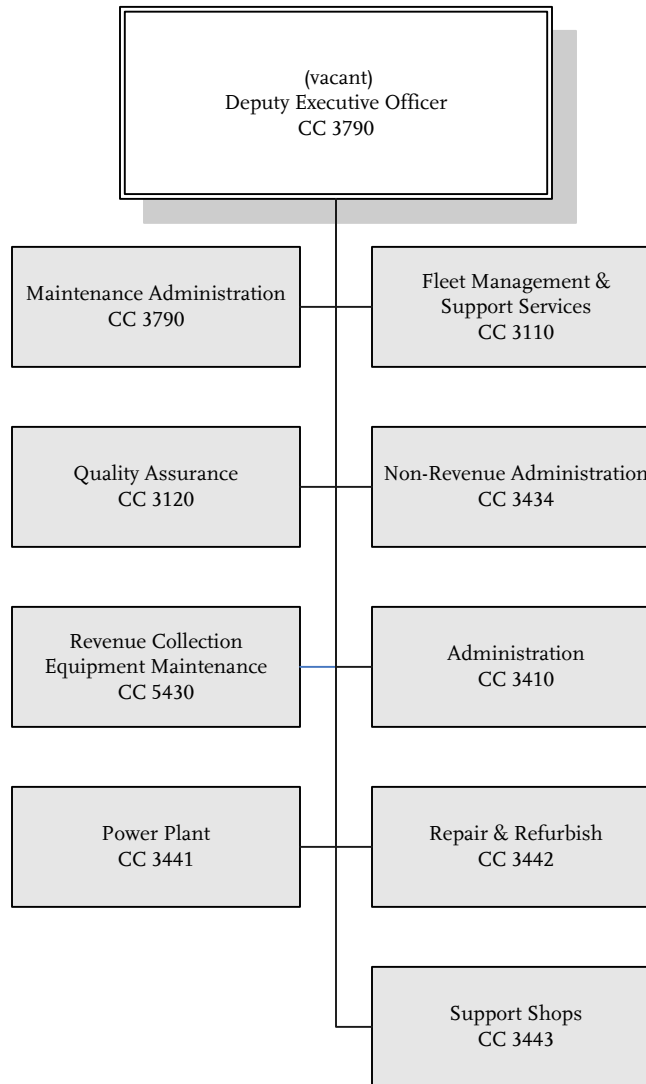 (vacant)
Deputy Executive Officer
CC 3790
Maintenance Administration
CC 3790
Fleet Management &
Support Services
CC 3110
Quality Assurance
CC 3120
Non-Revenue Administration
CC 3434
Revenue Collection
Equipment Maintenance
CC 5430
Administration
CC 3410
Power Plant
CC 3441
Repair & Refurbish
CC 3442
Support Shops
CC 3443